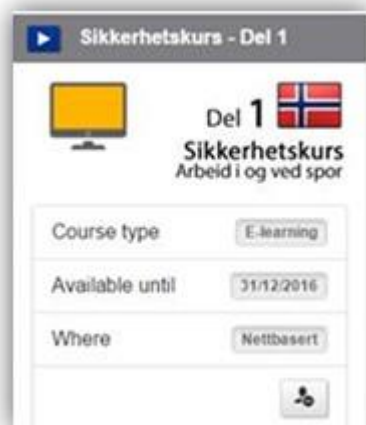 Sikkerhetskurs - Del 1
Del 1
Sikkerhetskurs
Arbeid i og ved spor
Course type E-learning
Available until 31/12/2016
Where Nettbasert